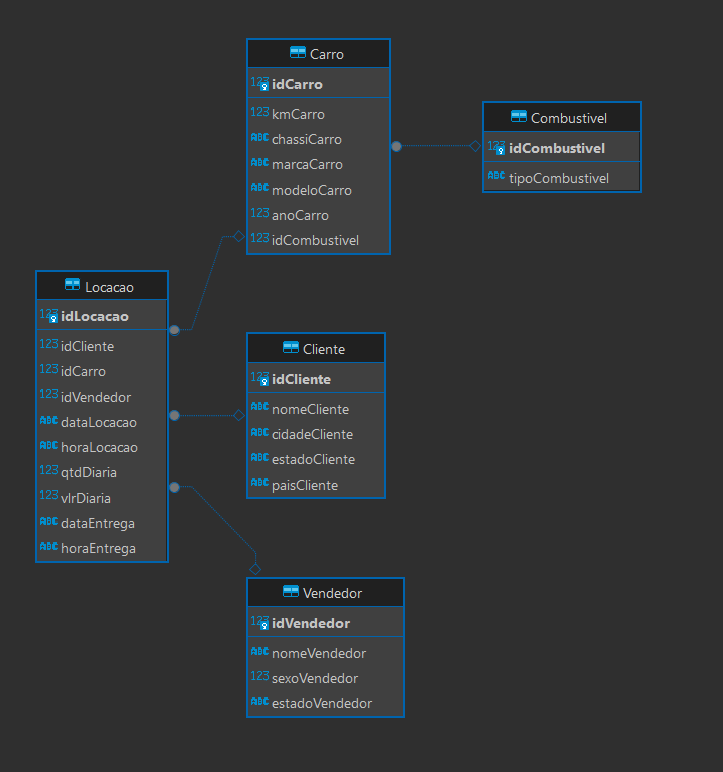 Carro
123 idCarro
123 kmCarro
ABC chassiCarro
ABC marcaCarro
ABC modeloCarro
123 anoCarro
123 idCombustivel
Combustivel
123 idCombustivel
ABC tipoCombustivel
Locacao
123 idLocacao
123 idCliente
123 idCarro
123 idVendedor
ABC dataLocacao
ABC horaLocacao
123 qtdDiaria
123 vlrDiaria
ABC dataEntrega
ABC horaEntrega
Cliente
123 idCliente
ABC nomeCliente
ABC cidadeCliente
ABC estadoCliente
ABC paisCliente
Vendedor
123 idVendedor
ABC nomeVendedor
123 sexoVendedor
ABC estadoVendedor